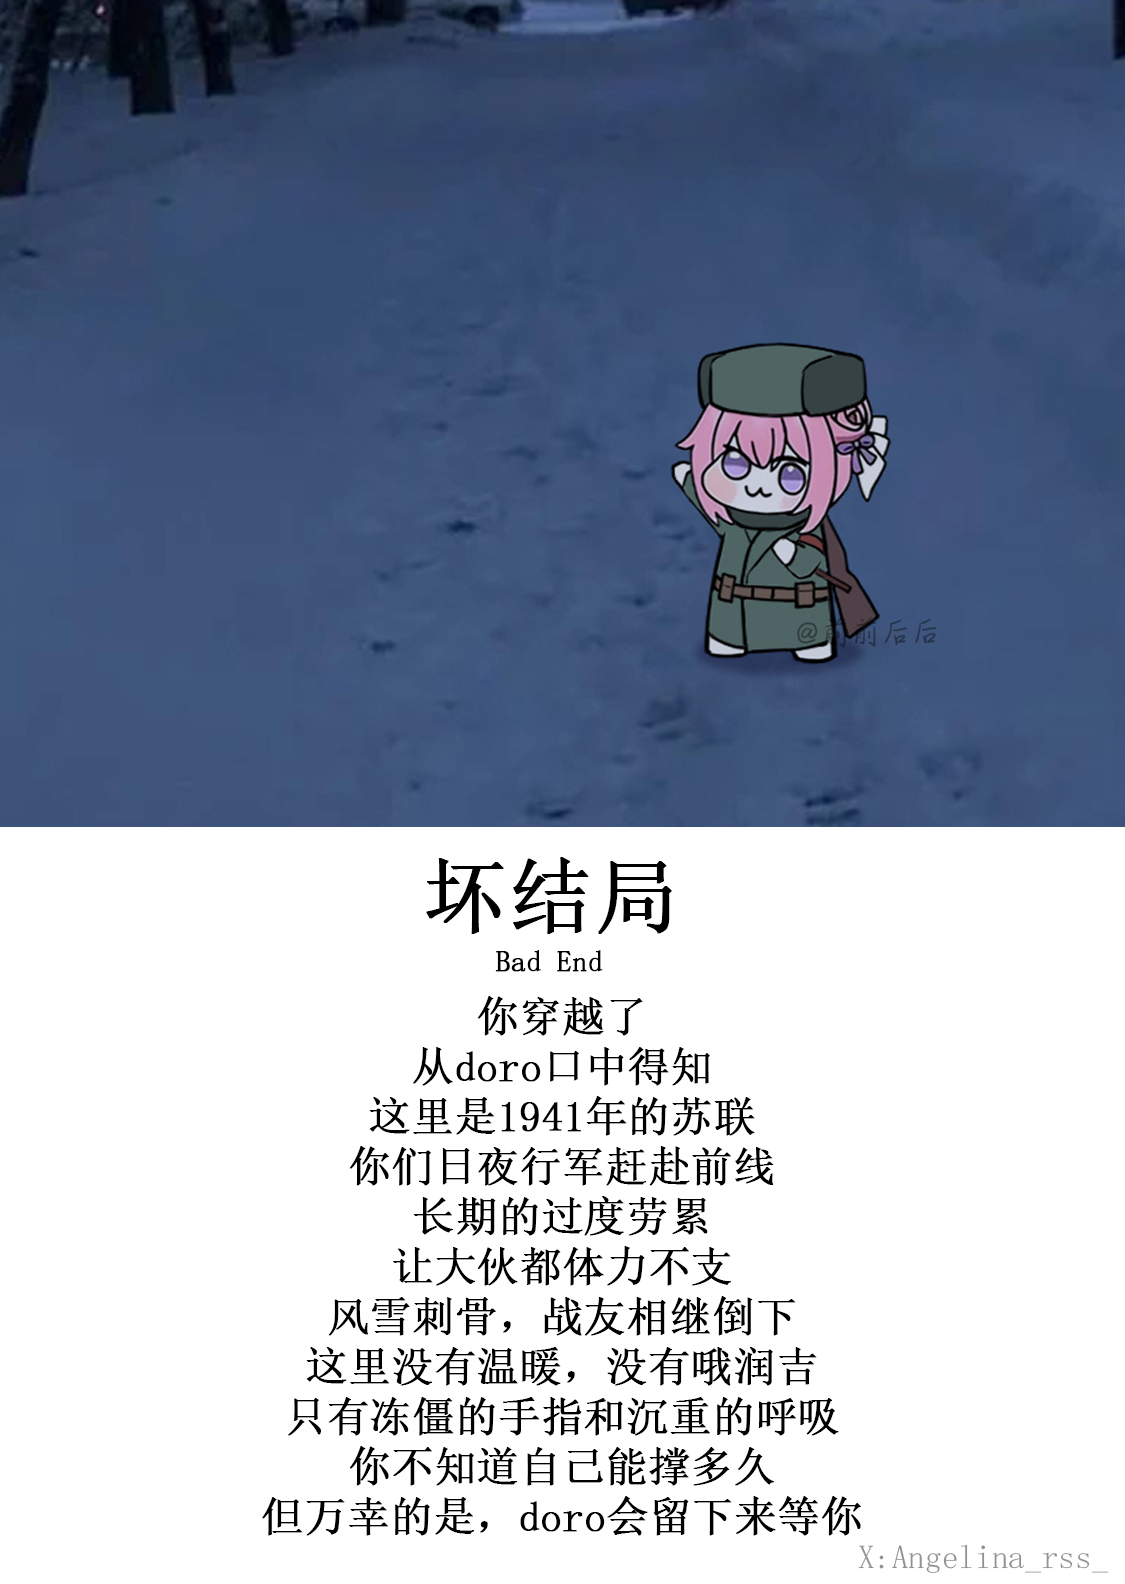 @前前后后
坏结局
Bad End
你穿越了
从doro口中得知
这里是1941年的苏联
你们日夜行军赶赴前线
长期的过度劳累
让大伙都体力不支
风雪刺骨，战友相继倒下
这里没有温暖，没有哦润吉
只有冻僵的手指和沉重的呼吸
你不知道自己能撑多久
但万幸的是，doro会留下来等你
X:Angelina_rss_